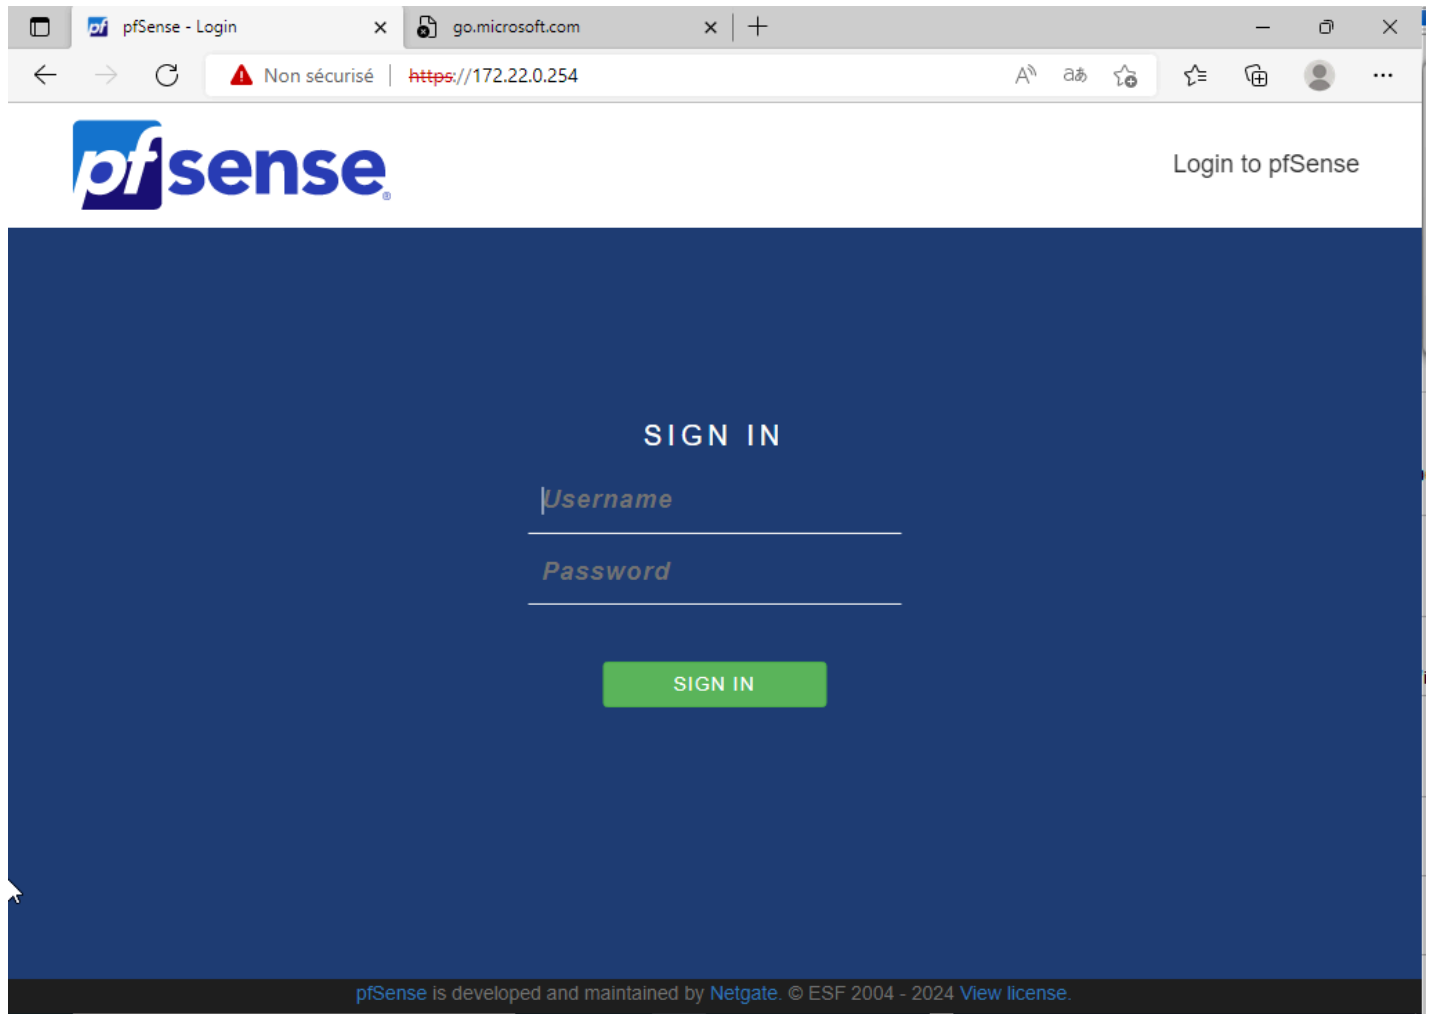 pfSense - Login
go.microsoft.com
Non sécurisé https://172.22.0.254
pfsense
Login to pfSense
SIGN IN
Username
Password
SIGN IN
pfSense is developed and maintained by Netgate. © ESF 2004 - 2024 View license.